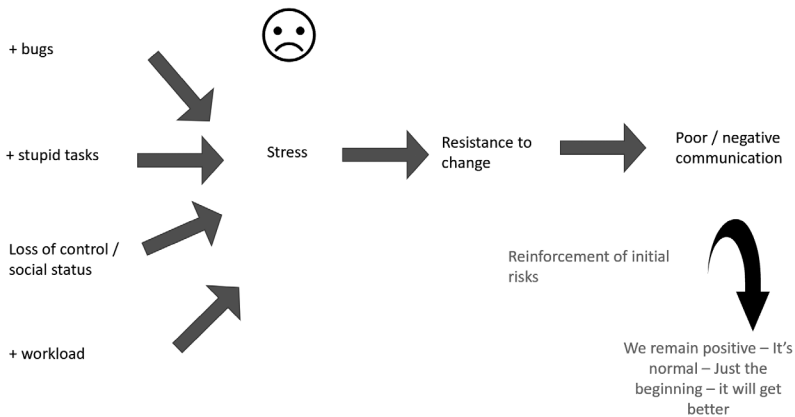 + bugs
+ stupid tasks
Loss of control /
social status
+ workload
Stress
Resistance to
change
Poor / negative
communication
Reinforcement of initial
risks
We remain positive – It’s
normal – Just the
beginning – it will get
better